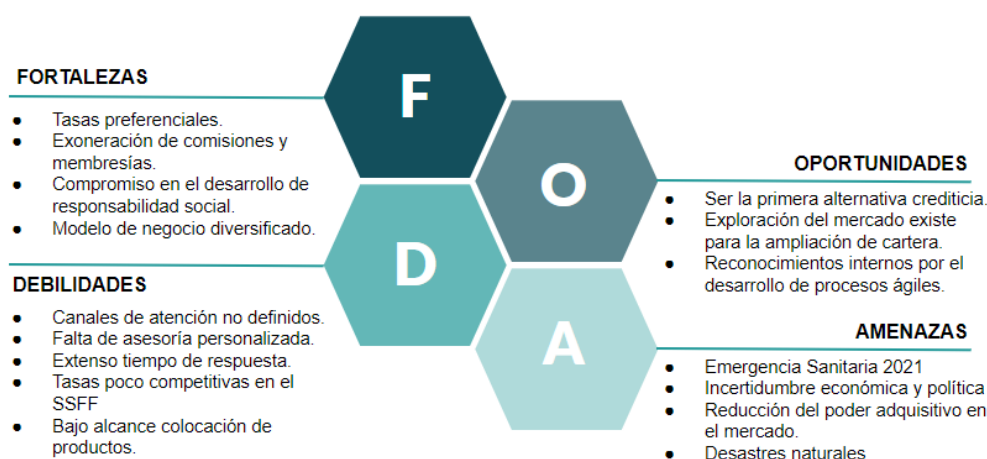 FORTALEZAS
● Tasas preferenciales.
● Exoneración de comisiones y
membresías.
● Compromiso en el desarrollo de
responsabilidad social.
● Modelo de negocio diversificado.
F
O
OPORTUNIDADES
● Ser la primera alternativa crediticia.
● Exploración del mercado existe
para la ampliación de cartera.
● Reconocimientos internos por el
desarrollo de procesos ágiles.
D
DEBILIDADES
● Canales de atención no definidos.
● Falta de asesoría personalizada.
● Extenso tiempo de respuesta.
● Tasas poco competitivas en el
SSFF
● Bajo alcance colocación de
productos.
A
AMENAZAS
● Emergencia Sanitaria 2021
● Incertidumbre económica y política
● Reducción del poder adquisitivo en
el mercado.
● Desastres naturales